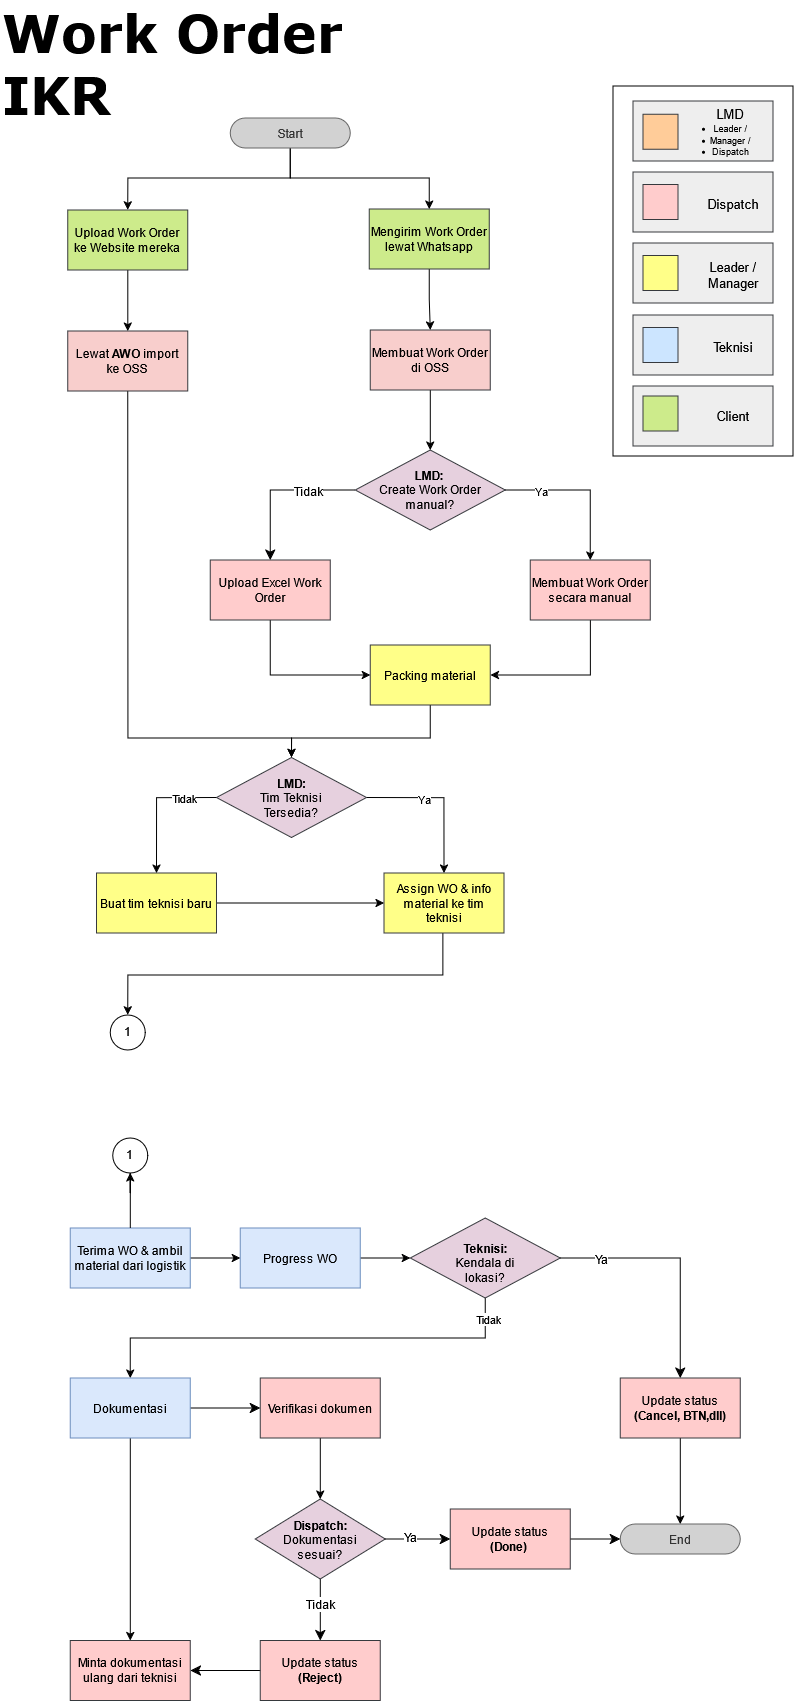 Work Order
IKR
Start
LMD
Leader /
Manager /
Dispatch
Dispatch
Leader /
Manager
Teknisi
Client
Upload Work Order
ke Website mereka
Mengirim Work Order
lewat Whatsapp
Lewat AWO import
ke OSS
Membuat Work Order
di OSS
LMD:
Create Work Order
manual?
Tidak
Ya
Upload Excel Work
Order
Membuat Work Order
secara manual
Packing material
LMD:
Tim Teknisi
Tersedia?
Tidak
Ya
Buat tim teknisi baru
Assign WO & info
material ke tim
teknisi
1
1
Terima WO & ambil
material dari logistik
Progress WO
Teknisi:
Kendala di
lokasi?
Ya
Tidak
Dokumentasi
Verifikasi dokumen
Update status
(Cancel, BTN,dll)
Dispatch:
Dokumentasi
sesuai?
Ya
Update status
(Done)
End
Tidak
Minta dokumentasi
ulang dari teknisi
Update status
(Reject)